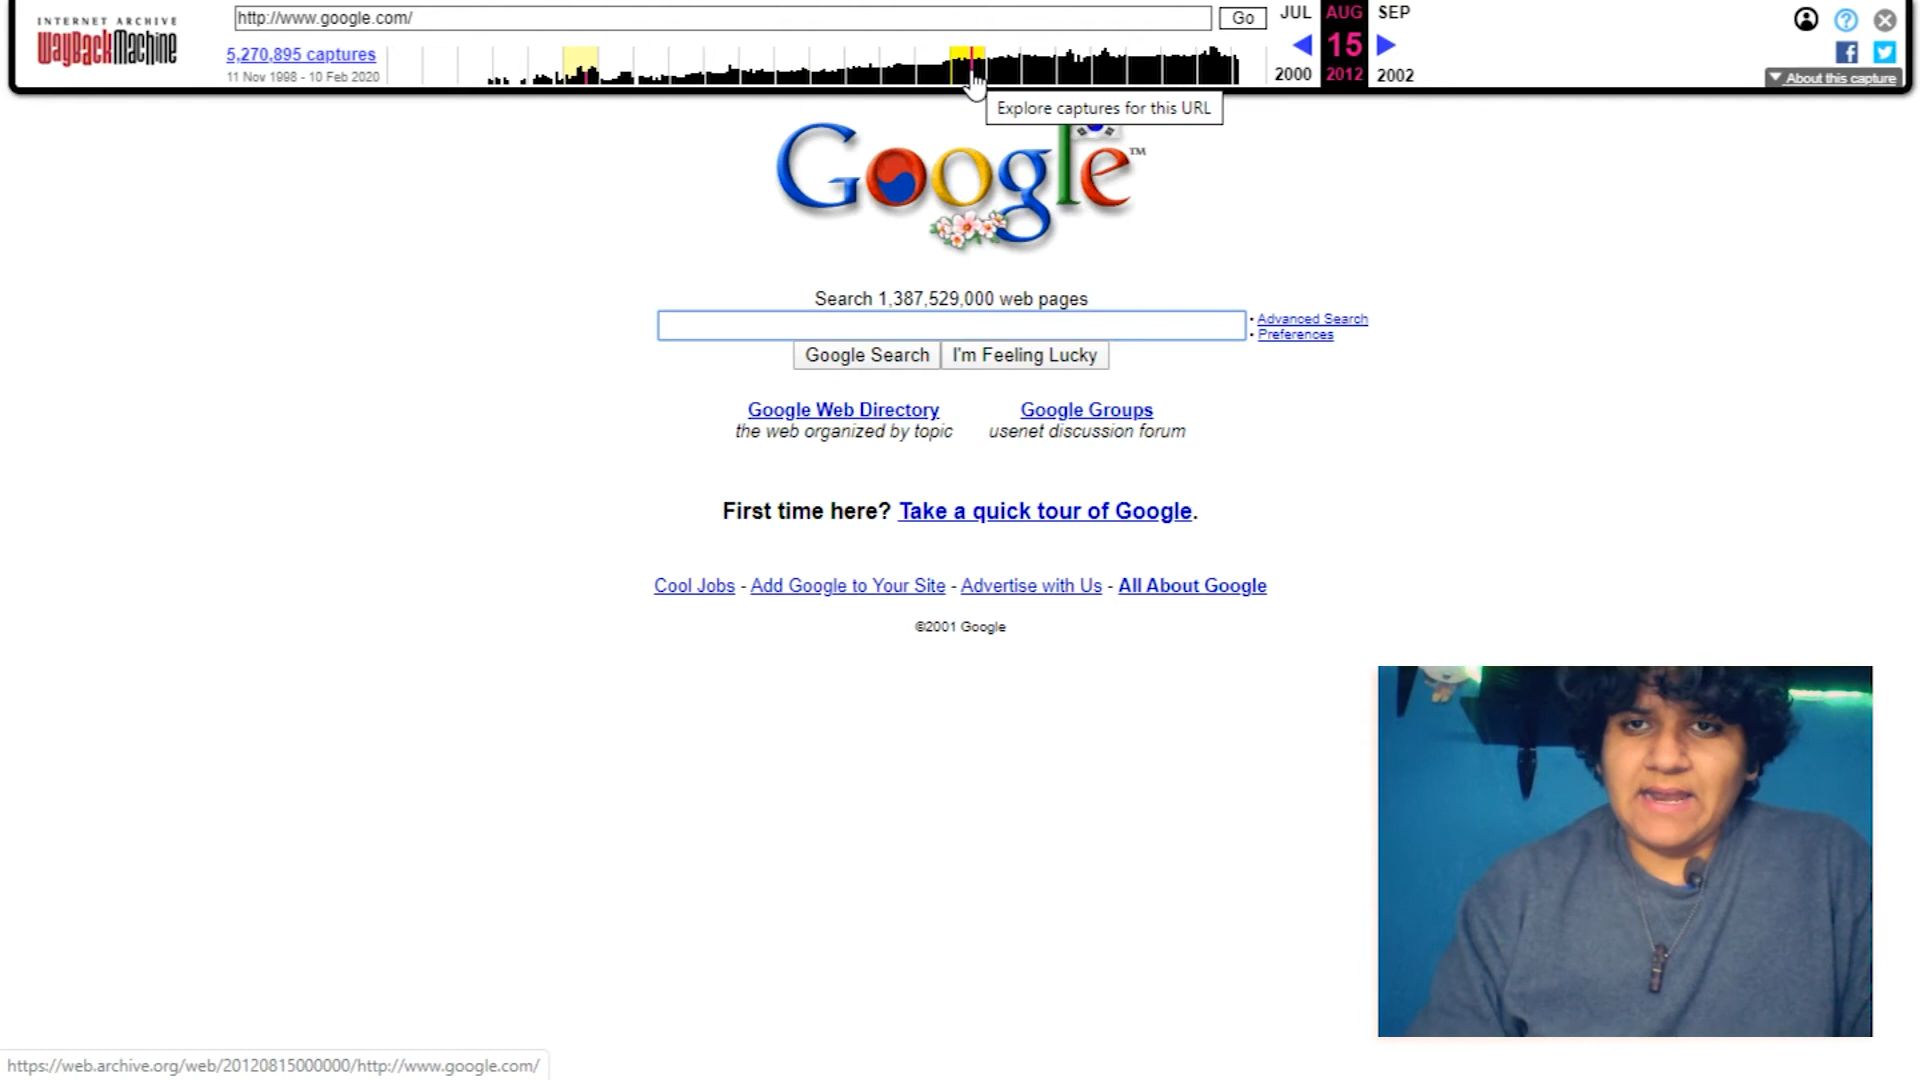 INTERNET ARCHIVE
WayBackMachine
http://www.google.com/
Go
JUL AUG SEP
5,270,895 captures
15
11 Nov 1998 - 10 Feb 2020
2000 2012 2002
About this capture
Explore captures for this URL
Google™
Search 1,387,529,000 web pages
• Advanced Search
• Preferences
Google Search I'm Feeling Lucky
Google Web Directory Google Groups
the web organized by topic usenet discussion forum
First time here? Take a quick tour of Google.
Cool Jobs - Add Google to Your Site - Advertise with Us - All About Google
©2001 Google
https://web.archive.org/web/20120815000000/http://www.google.com/